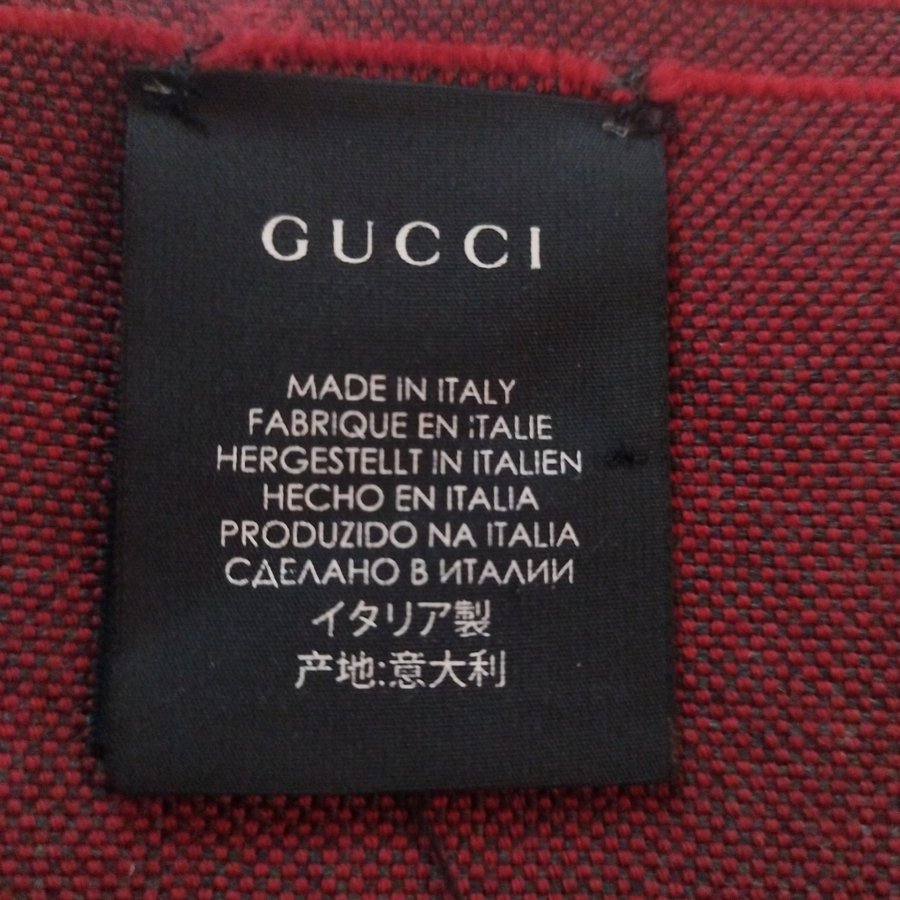 GUCCI
MADE IN ITALY
FABRIQUE EN ITALIE
HERGESTELLT IN ITALIEN
HECHO EN ITALIA
PRODUZIDO NA ITALIA
СДЕЛАНО В ИТАЛИИ
イタリア製
产地:意大利